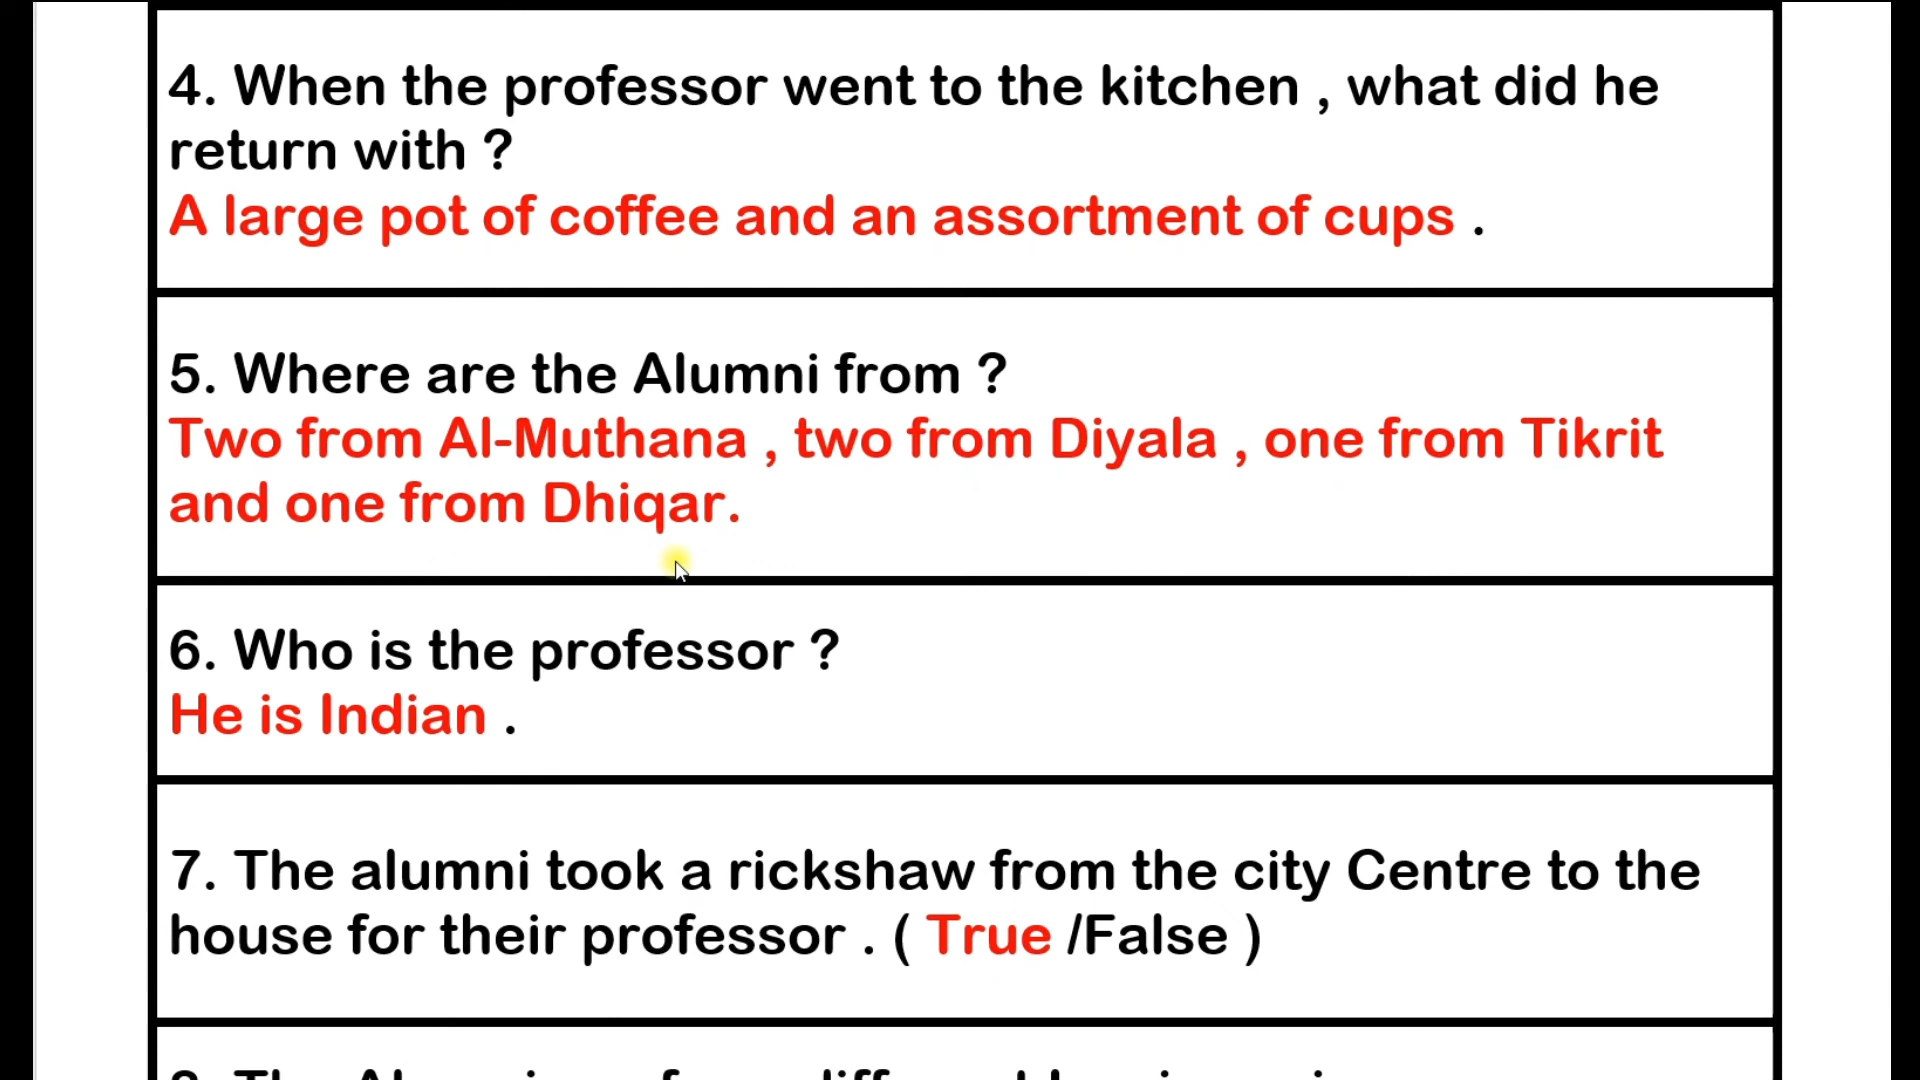 4. When the professor went to the kitchen , what did he
return with ?
A large pot of coffee and an assortment of cups .
5. Where are the Alumni from ?
Two from Al-Muthana , two from Diyala , one from Tikrit
and one from Dhiqar.
6. Who is the professor ?
He is Indian .
7. The alumni took a rickshaw from the city Centre to the
house for their professor . ( True /False )